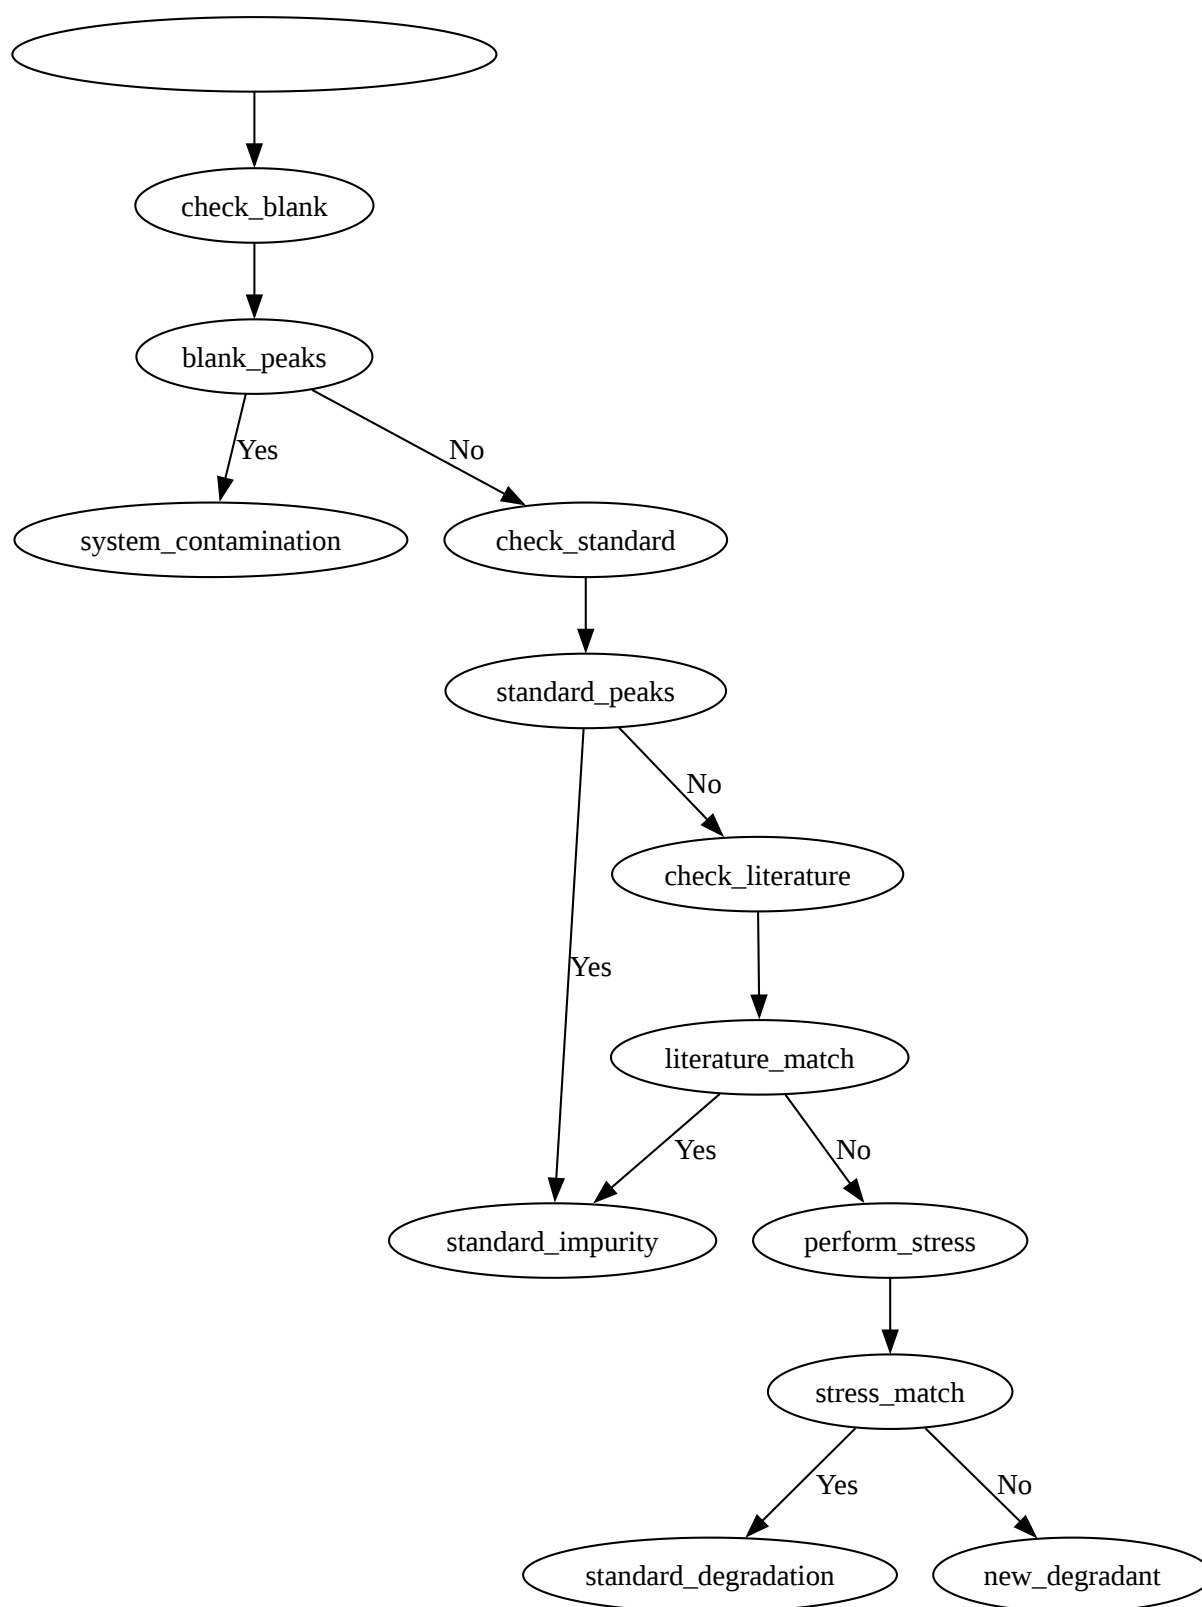 check_blank
blank_peaks
Yes
No
system_contamination
check_standard
standard_peaks
No
check_literature
Yes
literature_match
Yes
No
standard_impurity
perform_stress
stress_match
Yes
No
standard_degradation
new_degradant